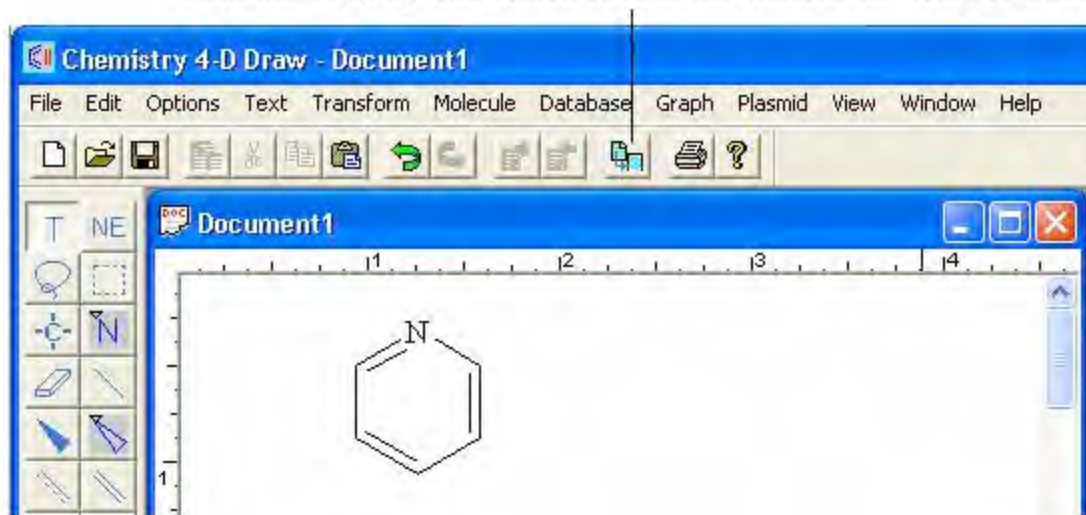 Chemistry 4-D Draw - Document1
File Edit Options Text Transform Molecule Database Graph Plasmid View Window Help
T NE
DOC Document1
1 2 3 4
C N
N
1